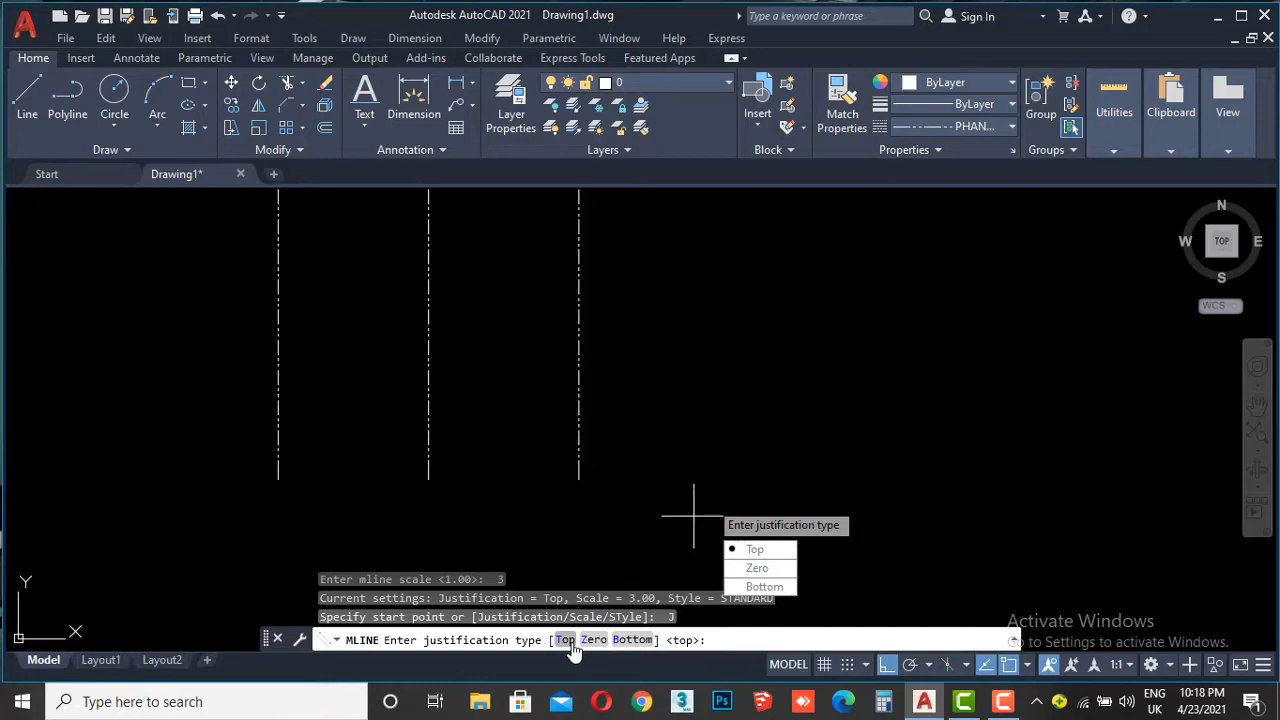 Autodesk AutoCAD 2021 Drawing1.dwg
Type a keyword or phrase
Sign In
File Edit View Insert Format Tools Draw Dimension Modify Parametric Window Help Express
Home Insert Annotate Parametric View Manage Output Add-ins Collaborate Express Tools Featured Apps
Line Polyline Circle Arc
Text Dimension
Layer Properties
0
Insert
Match Properties
ByLayer
ByLayer
PHAN...
Group
Utilities
Clipboard
View
Draw Modify Annotation Layers Block Properties Groups
Start Drawing1*
N
W TOP E
S
WCS
Enter justification type
Top
Zero
Bottom
Enter mline scale <1.00>: 3
Current settings: Justification = Top, Scale = 3.00, Style = STANDARD
Specify start point or [Justification/Scale/STyle]: J
MLINE Enter justification type [Top Zero Bottom] <top>:
Y
X
Activate Windows
Go to Settings to activate Windows.
Model Layout1 Layout2
MODEL
1:1
Type here to search
3
Ps
ENG
UK
10:18 PM
4/23/2021